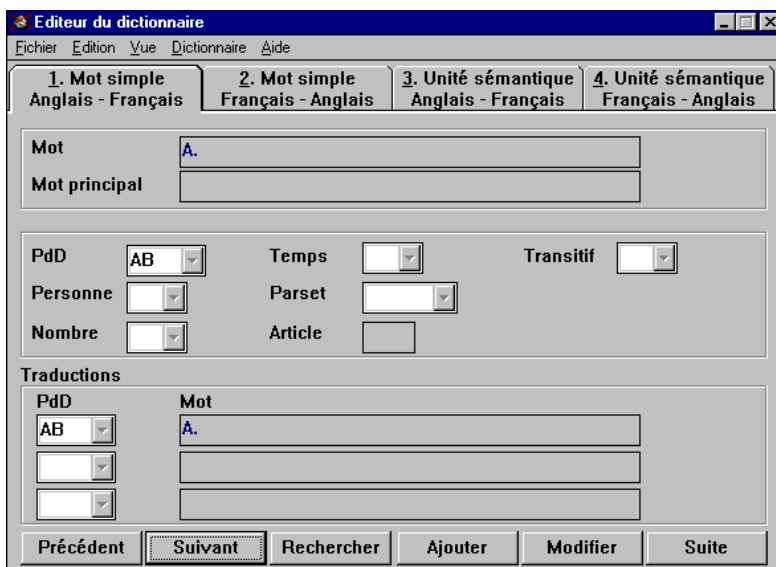 Editeur du dictionnaire
Fichier Edition Vue Dictionnaire Aide
1. Mot simple 2. Mot simple 3. Unité sémantique 4. Unité sémantique
Anglais - Français Français - Anglais Anglais - Français Français - Anglais
Mot A.
Mot principal
PdD AB Temps Transitif
Personne Parset
Nombre Article
Traductions
PdD Mot
AB A.
Précédent Suivant Rechercher Ajouter Modifier Suite